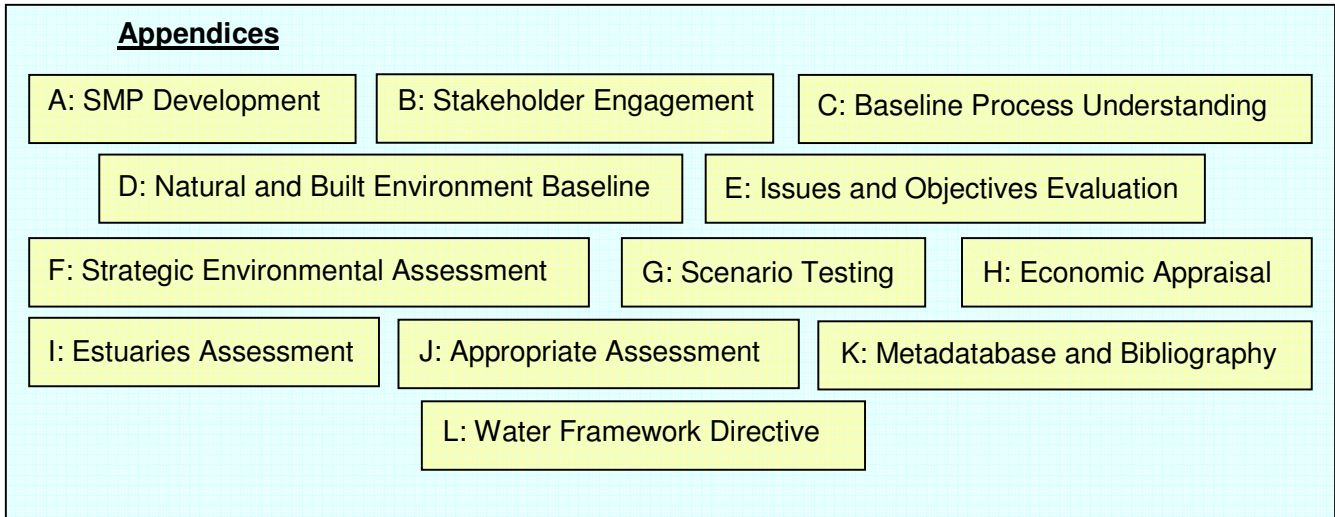 Appendices
A: SMP Development
B: Stakeholder Engagement
C: Baseline Process Understanding
D: Natural and Built Environment Baseline
E: Issues and Objectives Evaluation
F: Strategic Environmental Assessment
G: Scenario Testing
H: Economic Appraisal
I: Estuaries Assessment
J: Appropriate Assessment
K: Metadatabase and Bibliography
L: Water Framework Directive